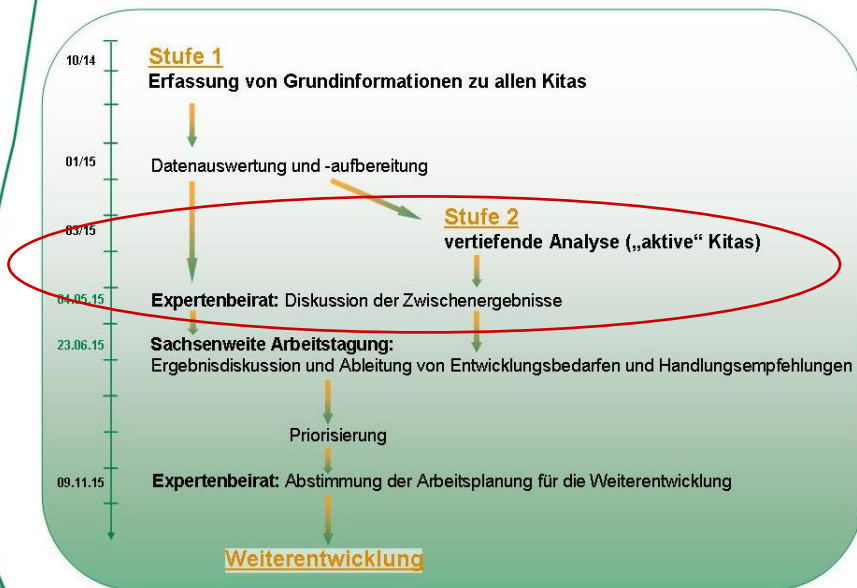 10/14
Stufe 1
Erfassung von Grundinformationen zu allen Kitas
01/15
Datenauswertung und -aufbereitung
03/15
Stufe 2
vertiefende Analyse („aktive“ Kitas)
04.05.15
Expertenbeirat: Diskussion der Zwischenergebnisse
23.06.15
Sachsenweite Arbeitstagung:
Ergebnisdiskussion und Ableitung von Entwicklungsbedarfen und Handlungsempfehlungen
Priorisierung
09.11.15
Expertenbeirat: Abstimmung der Arbeitsplanung für die Weiterentwicklung
Weiterentwicklung